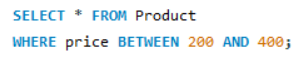 SELECT * FROM Product
WHERE price BETWEEN 200 AND 400;